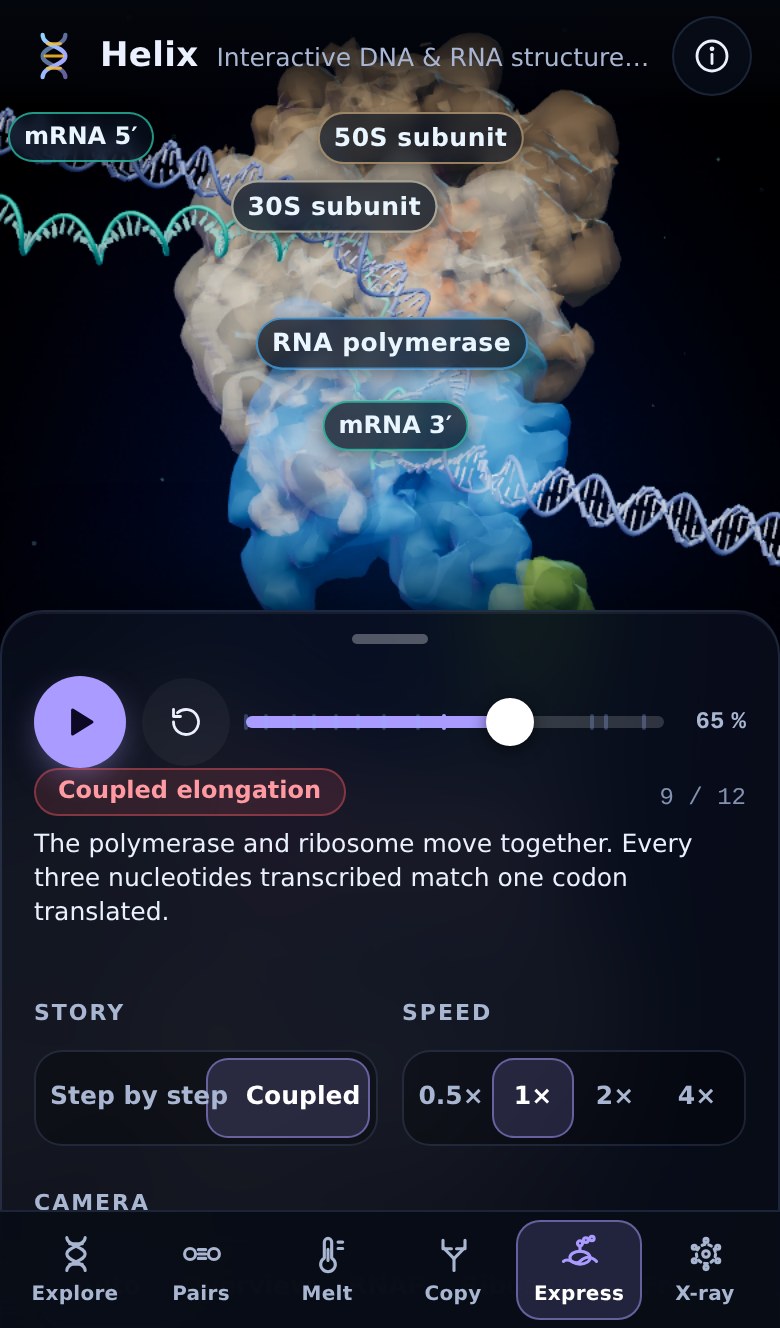 Helix Interactive DNA & RNA structure…
mRNA 5′
50S subunit
30S subunit
RNA polymerase
mRNA 3′
65 %
Coupled elongation
9 / 12
The polymerase and ribosome move together. Every
three nucleotides transcribed match one codon
translated.
STORY
SPEED
Step by step Coupled
0.5× 1× 2× 4×
CAMERA
Explore Pairs Melt Copy Express X-ray